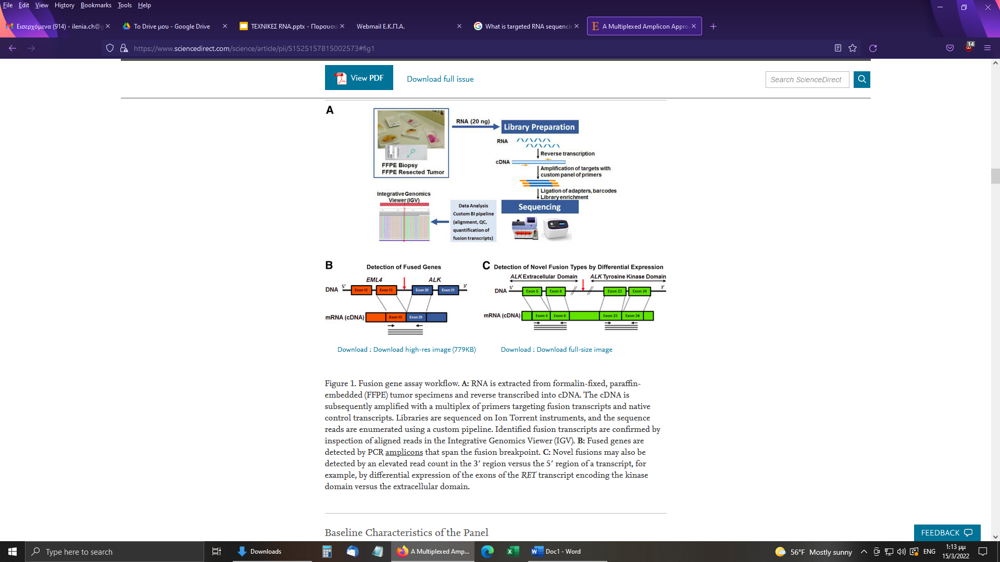 File Edit View History Bookmarks Tools Help
Εισερχόμενα (914) - ilenia.ch@g
Το Drive μου - Google Drive
ΤΕΧΝΙΚΕΣ RNA.pptx - Παρουσί
Webmail Ε.Κ.Π.Α.
What is targeted RNA sequencin
A Multiplexed Amplicon Appro
https://www.sciencedirect.com/science/article/pii/S1525157815002573#fig1
14
View PDF
Download full issue
Search ScienceDirect
A
RNA (20 ng)
Library Preparation
RNA
Reverse transcription
cDNA
FFPE Biopsy
FFPE Resected Tumor
Amplification of targets with
custom panel of primers
Ligation of adapters, barcodes
Library enrichment
Integrative Genomics
Viewer (IGV)
Data Analysis
Custom BI pipeline
(alignment, QC,
quantification of
fusion transcripts)
Sequencing
B
Detection of Fused Genes
EML4 ALK
DNA 5′ Exon 12 Exon 13 Exon 20 Exon 21 3′
mRNA (cDNA) Exon 13 Exon 20
C Detection of Novel Fusion Types by Differential Expression
ALK Extracellular Domain ALK Tyrosine Kinase Domain
DNA 5′ Exon 5 Exon 6 Exon 23 Exon 24 3′
mRNA (cDNA) Exon 5 Exon 6 Exon 23 Exon 24
Download : Download high-res image (779KB)
Download : Download full-size image
Figure 1. Fusion gene assay workflow. A: RNA is extracted from formalin-fixed, paraffin-
embedded (FFPE) tumor specimens and reverse transcribed into cDNA. The cDNA is
subsequently amplified with a multiplex of primers targeting fusion transcripts and native
control transcripts. Libraries are sequenced on Ion Torrent instruments, and the sequence
reads are enumerated using a custom pipeline. Identified fusion transcripts are confirmed by
inspection of aligned reads in the Integrative Genomics Viewer (IGV). B: Fused genes are
detected by PCR amplicons that span the fusion breakpoint. C: Novel fusions may also be
detected by an elevated read count in the 3′ region versus the 5′ region of a transcript, for
example, by differential expression of the exons of the RET transcript encoding the kinase
domain versus the extracellular domain.
Baseline Characteristics of the Panel
FEEDBACK
Type here to search
Downloads
A Multiplexed Amp...
Doc1 - Word
56°F Mostly sunny
ENG
1:13 μμ
15/3/2022